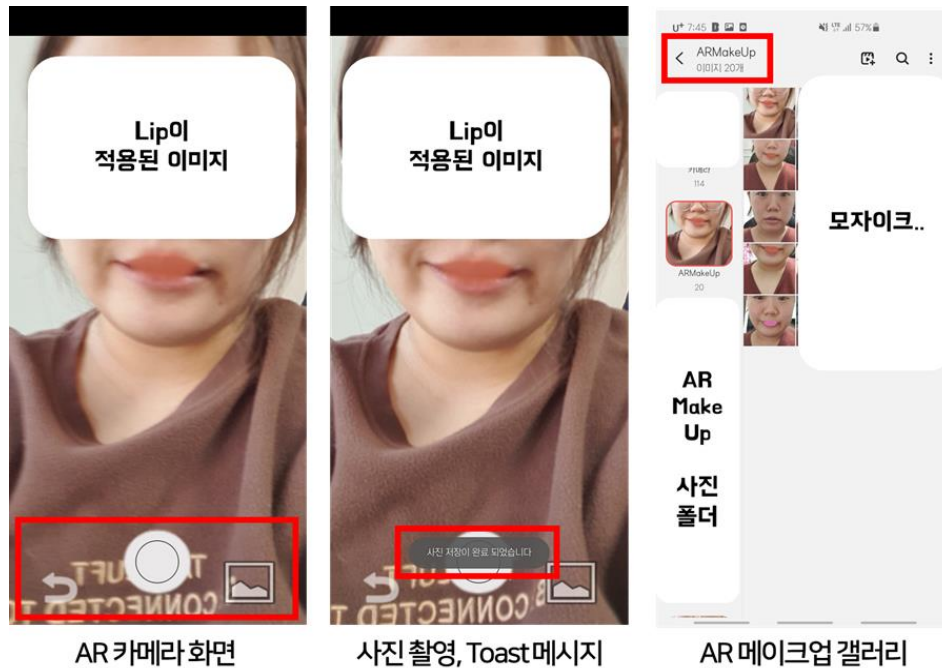 Lip이
적용된 이미지
AR 카메라 화면
Lip이
적용된 이미지
사진 저장이 완료 되었습니다
사진 촬영, Toast 메시지
U+ 7:45
57%
ARMakeUp
이미지 20개
카메라
114
ARMakeUp
20
모자이크..
AR
Make
Up
사진
폴더
AR 메이크업 갤러리